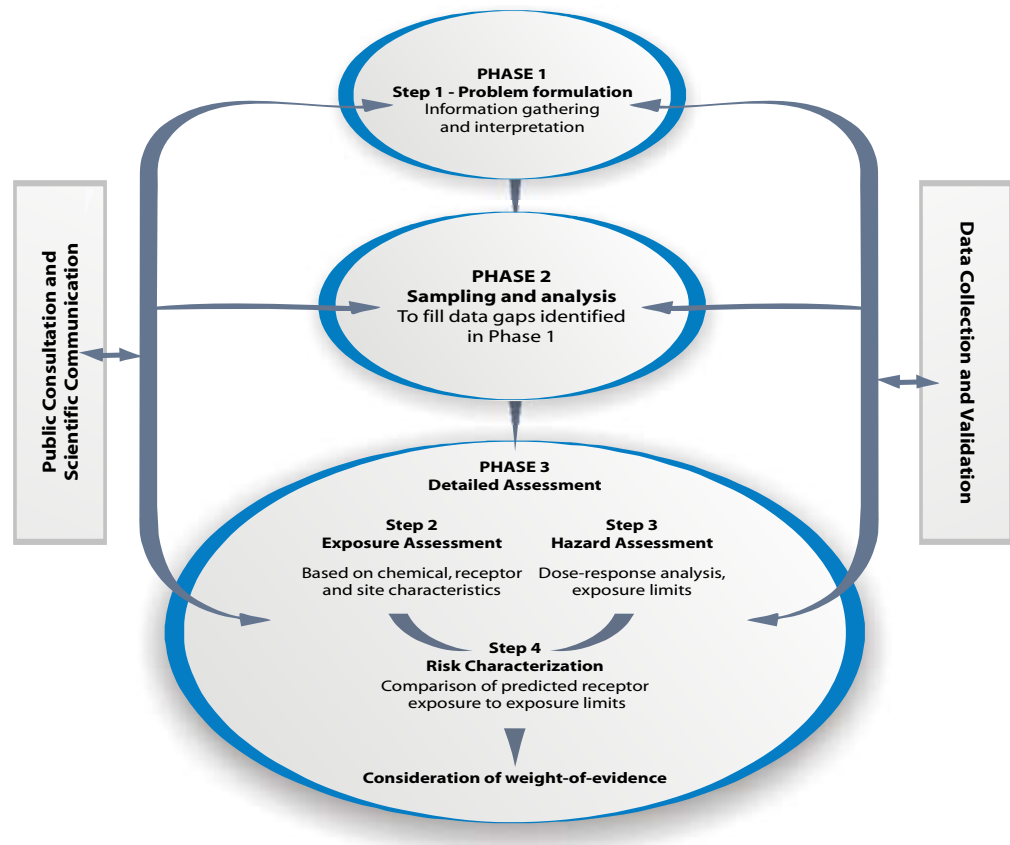 PHASE 1
Step 1 - Problem formulation
Information gathering
and interpretation
Public Consultation and
Scientific Communication
PHASE 2
Sampling and analysis
To fill data gaps identified
in Phase 1
Data Collection and Validation
PHASE 3
Detailed Assessment
Step 2
Exposure Assessment
Based on chemical, receptor
and site characteristics
Step 3
Hazard Assessment
Dose-response analysis,
exposure limits
Step 4
Risk Characterization
Comparison of predicted receptor
exposure to exposure limits
Consideration of weight-of-evidence